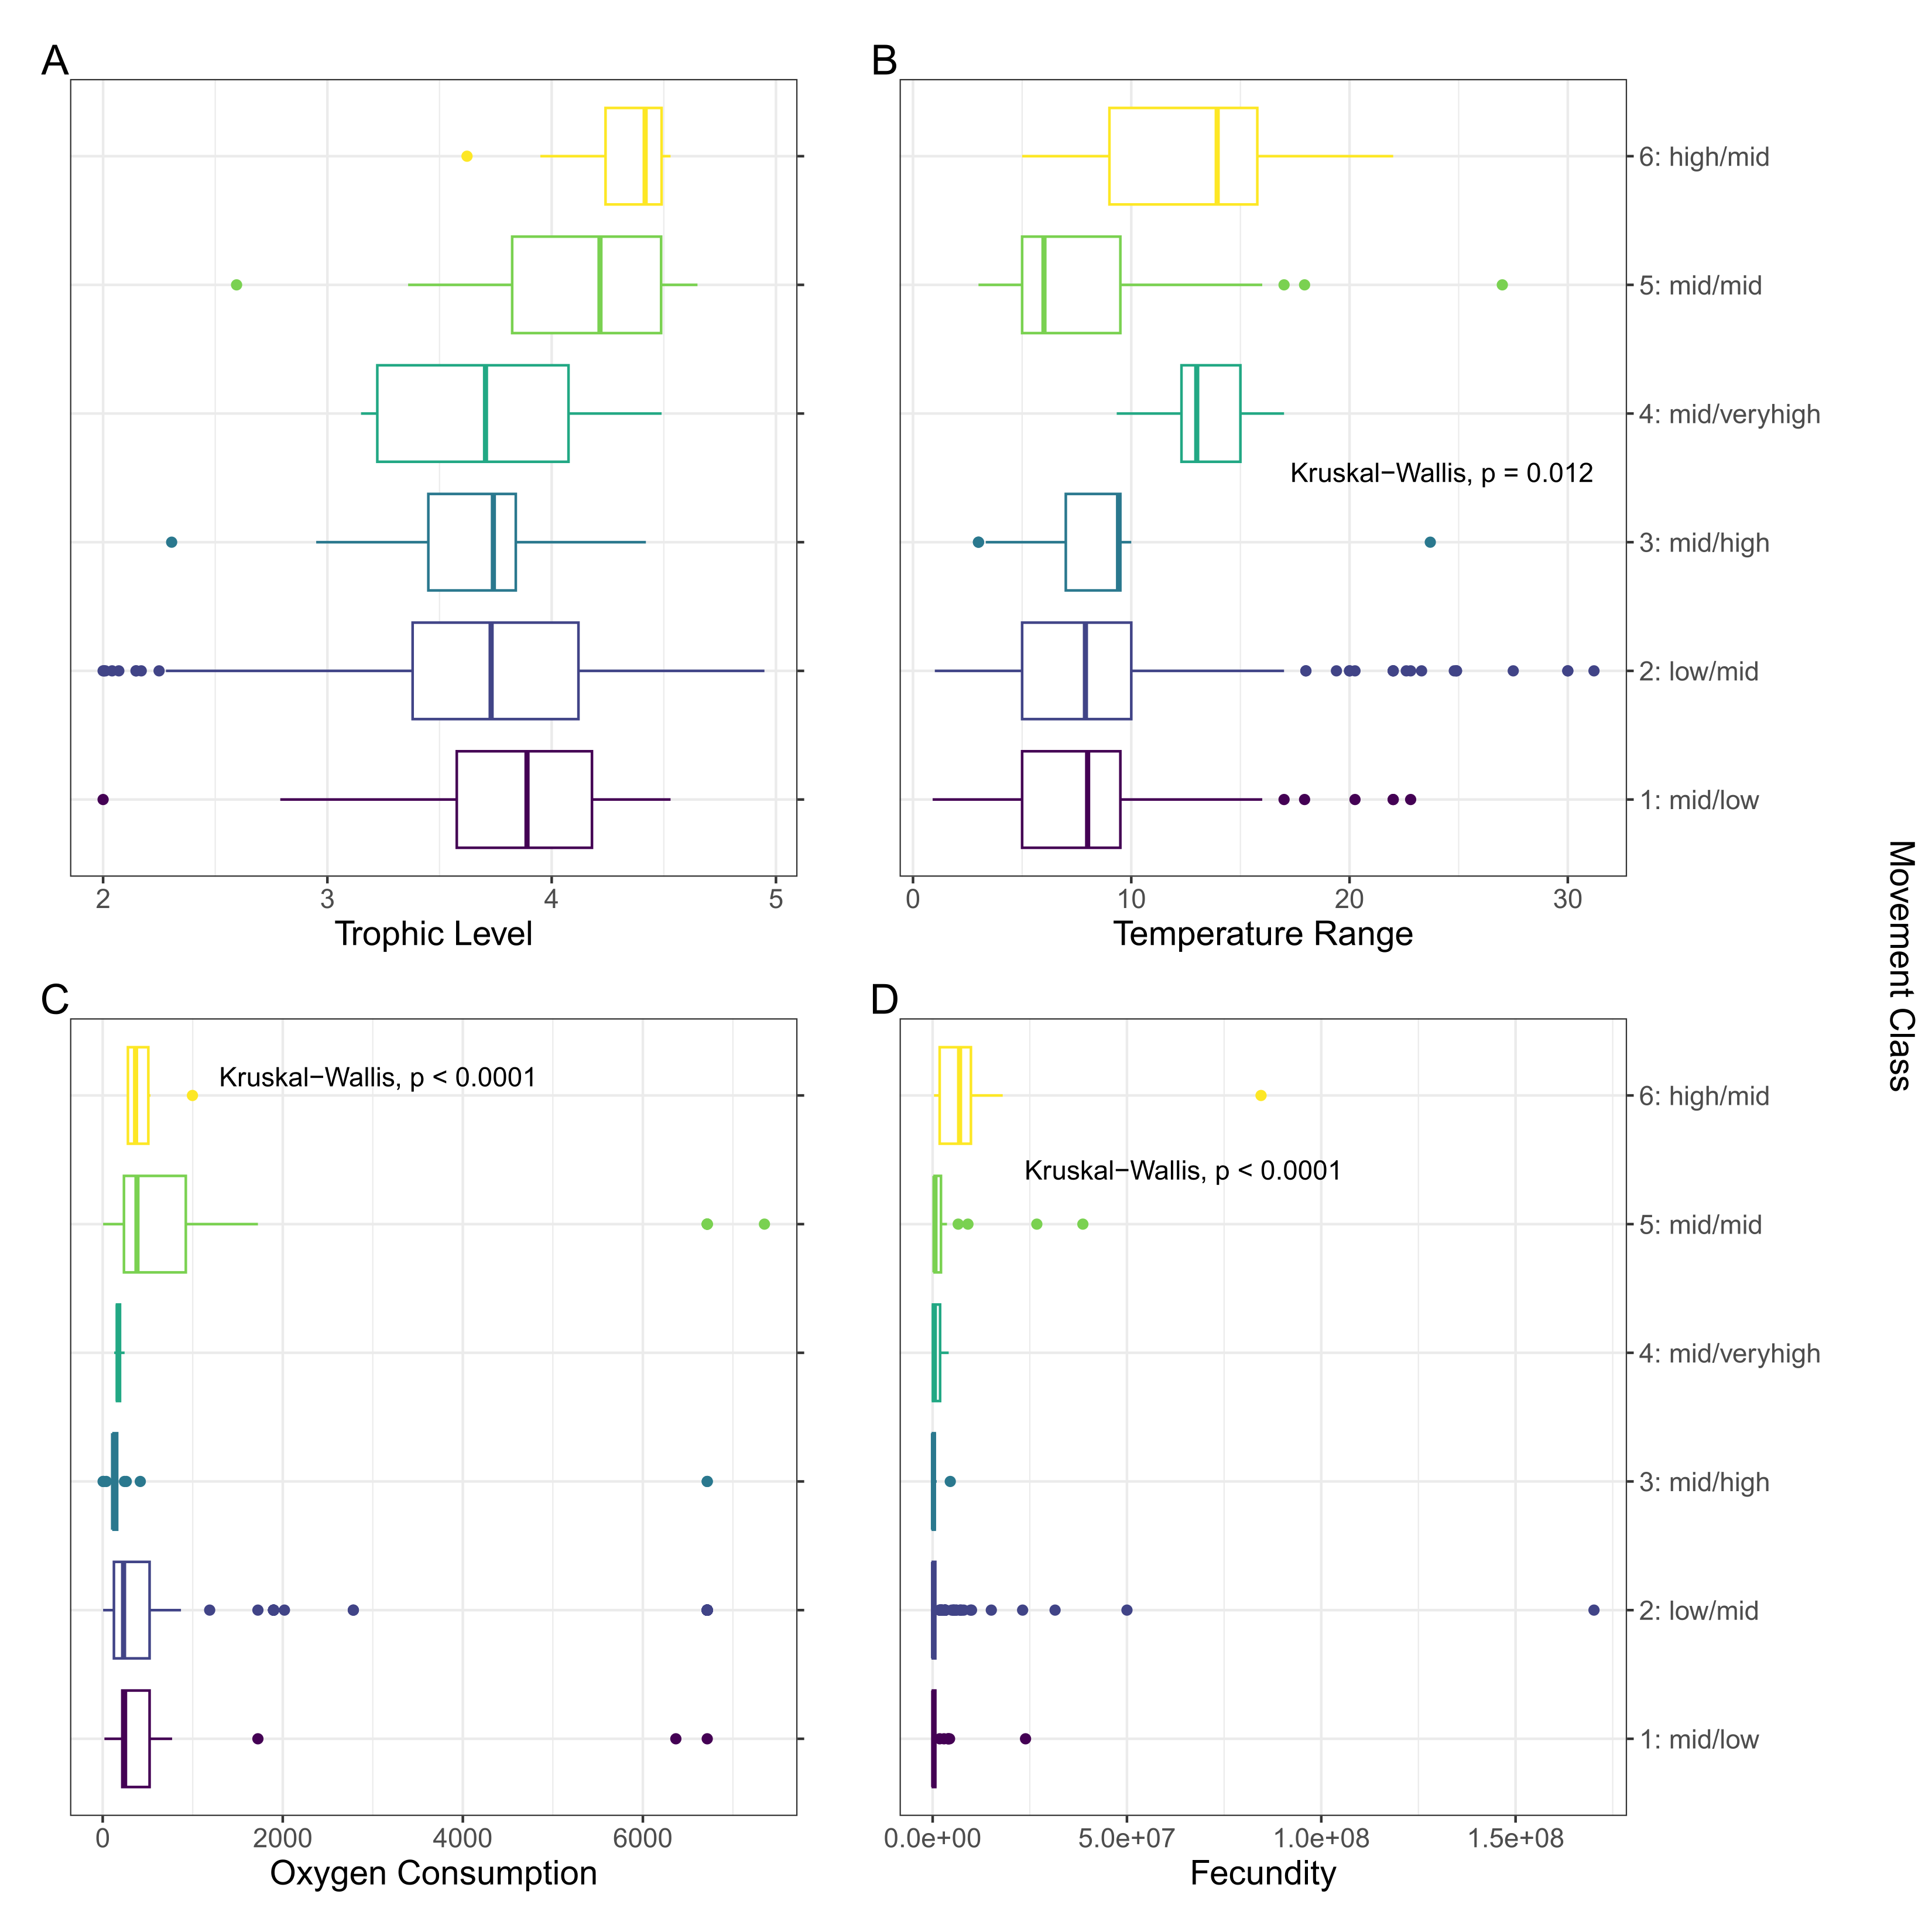 A
B
6: high/mid
5: mid/mid
4: mid/veryhigh
Kruskal−Wallis, p = 0.012
3: mid/high
2: low/mid
1: mid/low
2 3 4 5
0 10 20 30
Trophic Level
Temperature Range
Movement Class
C
D
Kruskal−Wallis, p < 0.0001
6: high/mid
Kruskal−Wallis, p < 0.0001
5: mid/mid
4: mid/veryhigh
3: mid/high
2: low/mid
1: mid/low
0 2000 4000 6000
0.0e+00 5.0e+07 1.0e+08 1.5e+08
Oxygen Consumption
Fecundity